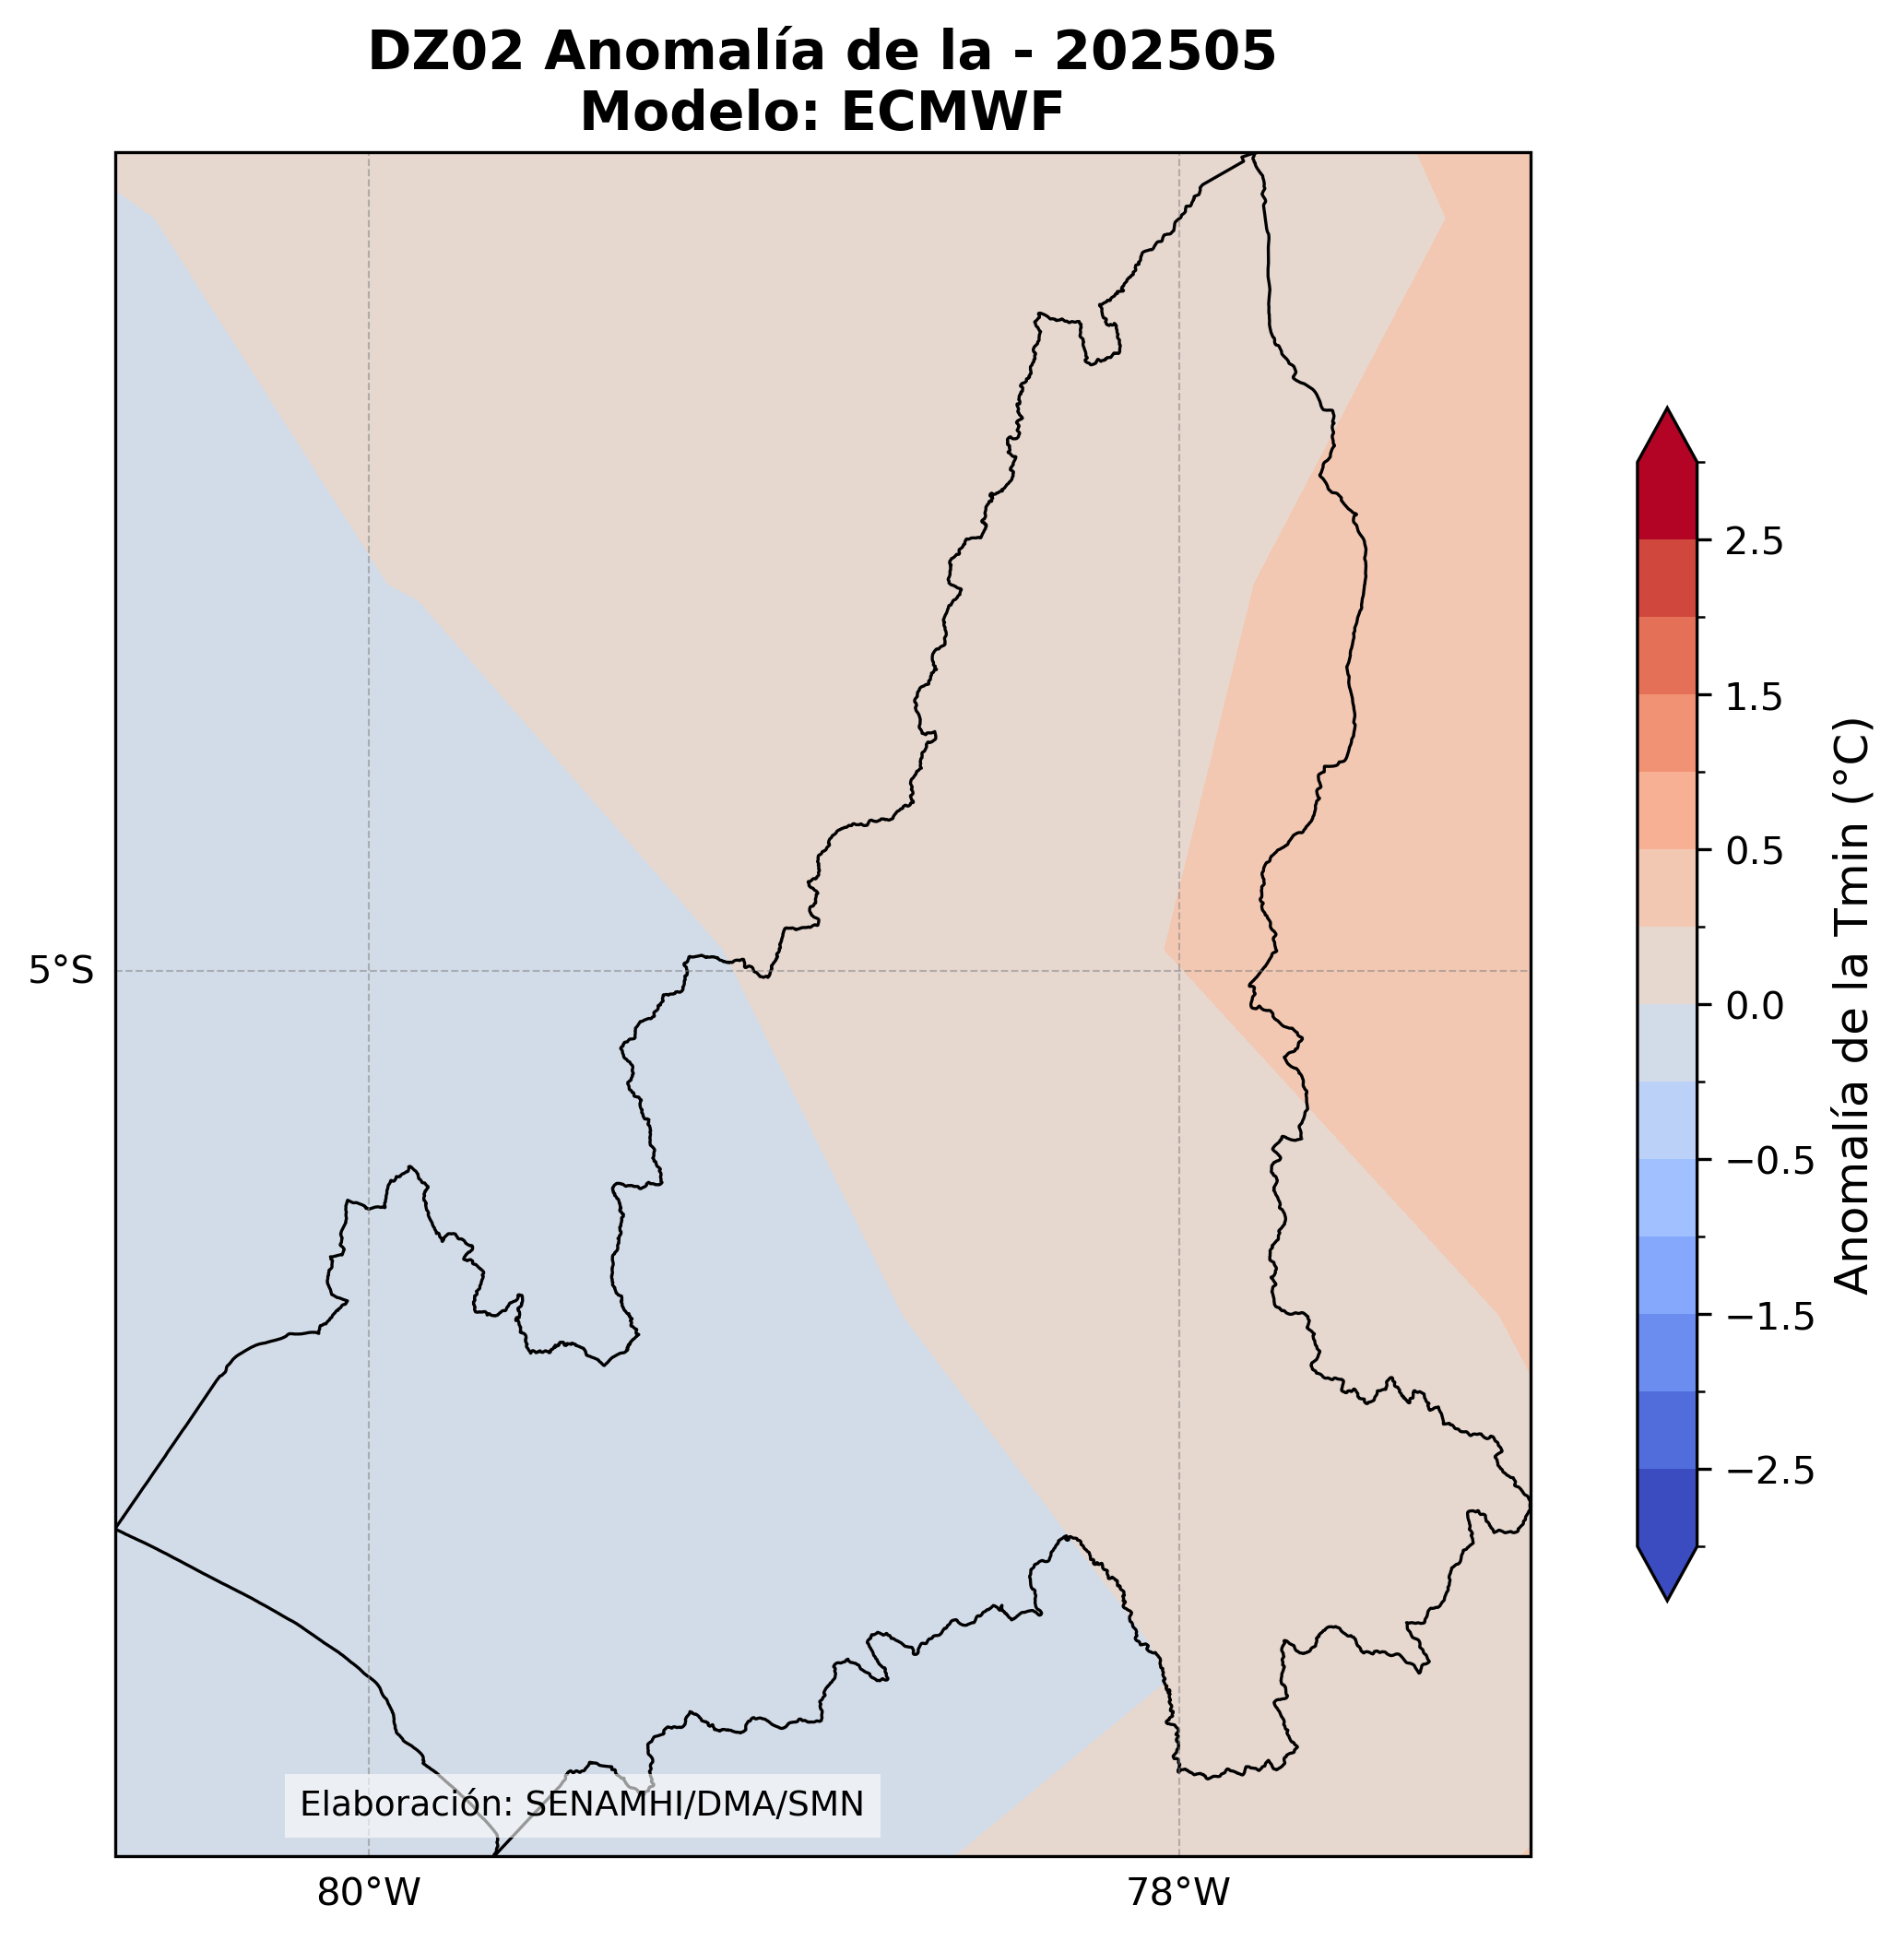 DZ02 Anomalía de la - 202505
Modelo: ECMWF
2.5
1.5
0.5
0.0
−0.5
−1.5
−2.5
Anomalía de la Tmin (°C)
5°S
Elaboración: SENAMHI/DMA/SMN
80°W
78°W